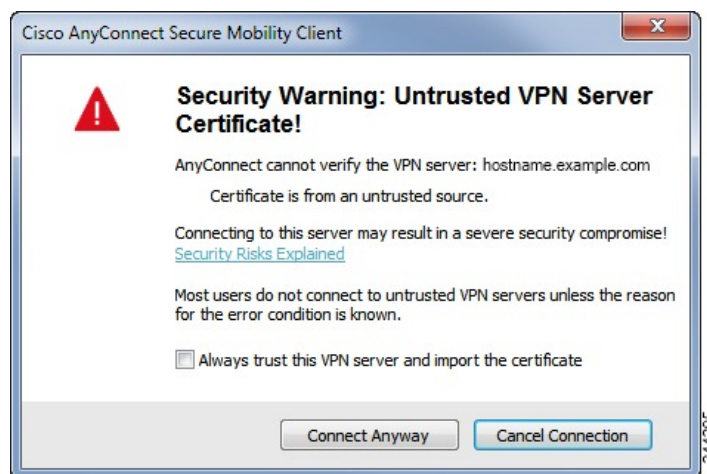 Cisco AnyConnect Secure Mobility Client
Security Warning: Untrusted VPN Server
Certificate!
AnyConnect cannot verify the VPN server: hostname.example.com
Certificate is from an untrusted source.
Connecting to this server may result in a severe security compromise!
Security Risks Explained
Most users do not connect to untrusted VPN servers unless the reason
for the error condition is known.
Always trust this VPN server and import the certificate
Connect Anyway
Cancel Connection